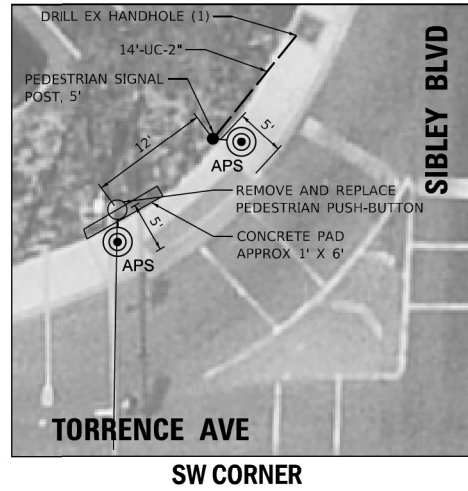 DRILL EX HANDHOLE (1)
14'-UC-2"
PEDESTRIAN SIGNAL
POST, 5'
12'
5'
APS
SIBLEY BLVD
REMOVE AND REPLACE
PEDESTRIAN PUSH-BUTTON
5'
CONCRETE PAD
APPROX 1' X 6'
APS
TORRENCE AVE
SW CORNER